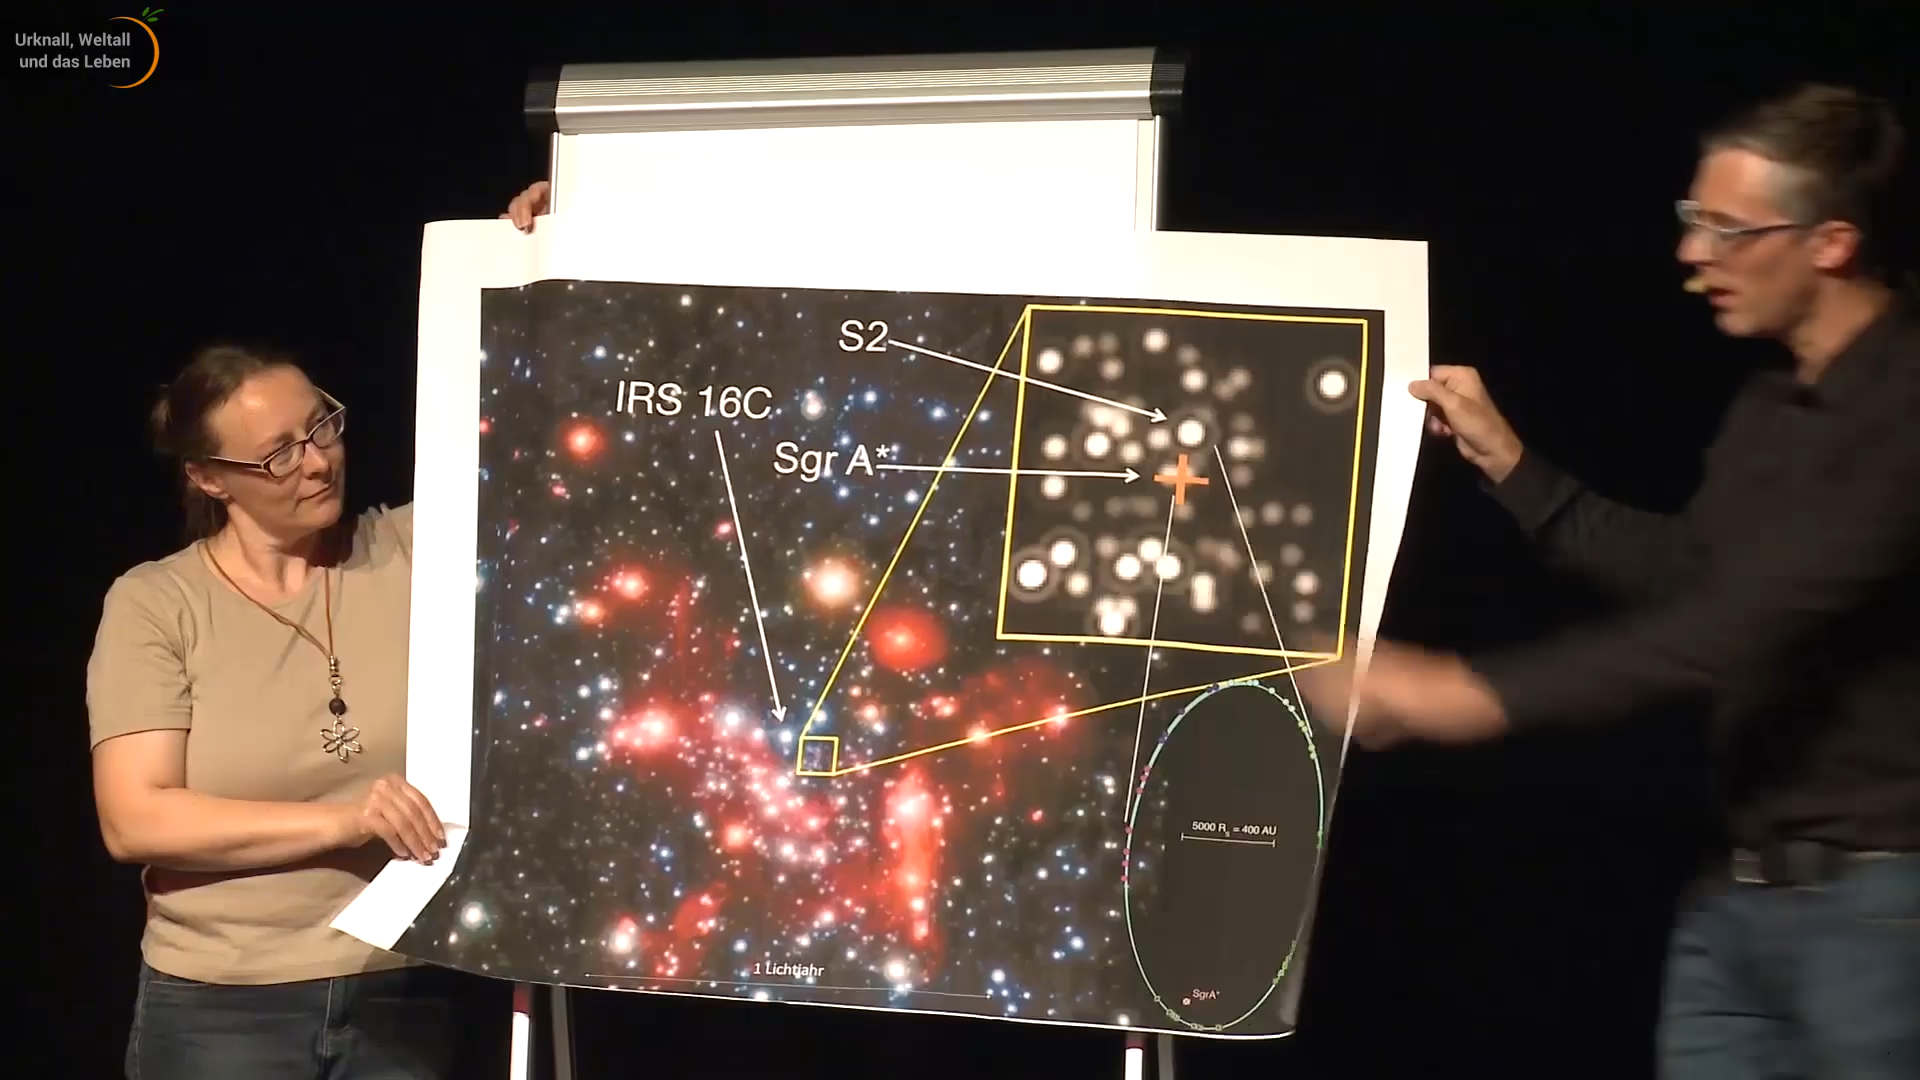 Urknall, Weltall
und das Leben
S2
IRS 16C
Sgr A*
5000 Rs = 400 AU
1 Lichtjahr
SgrA*